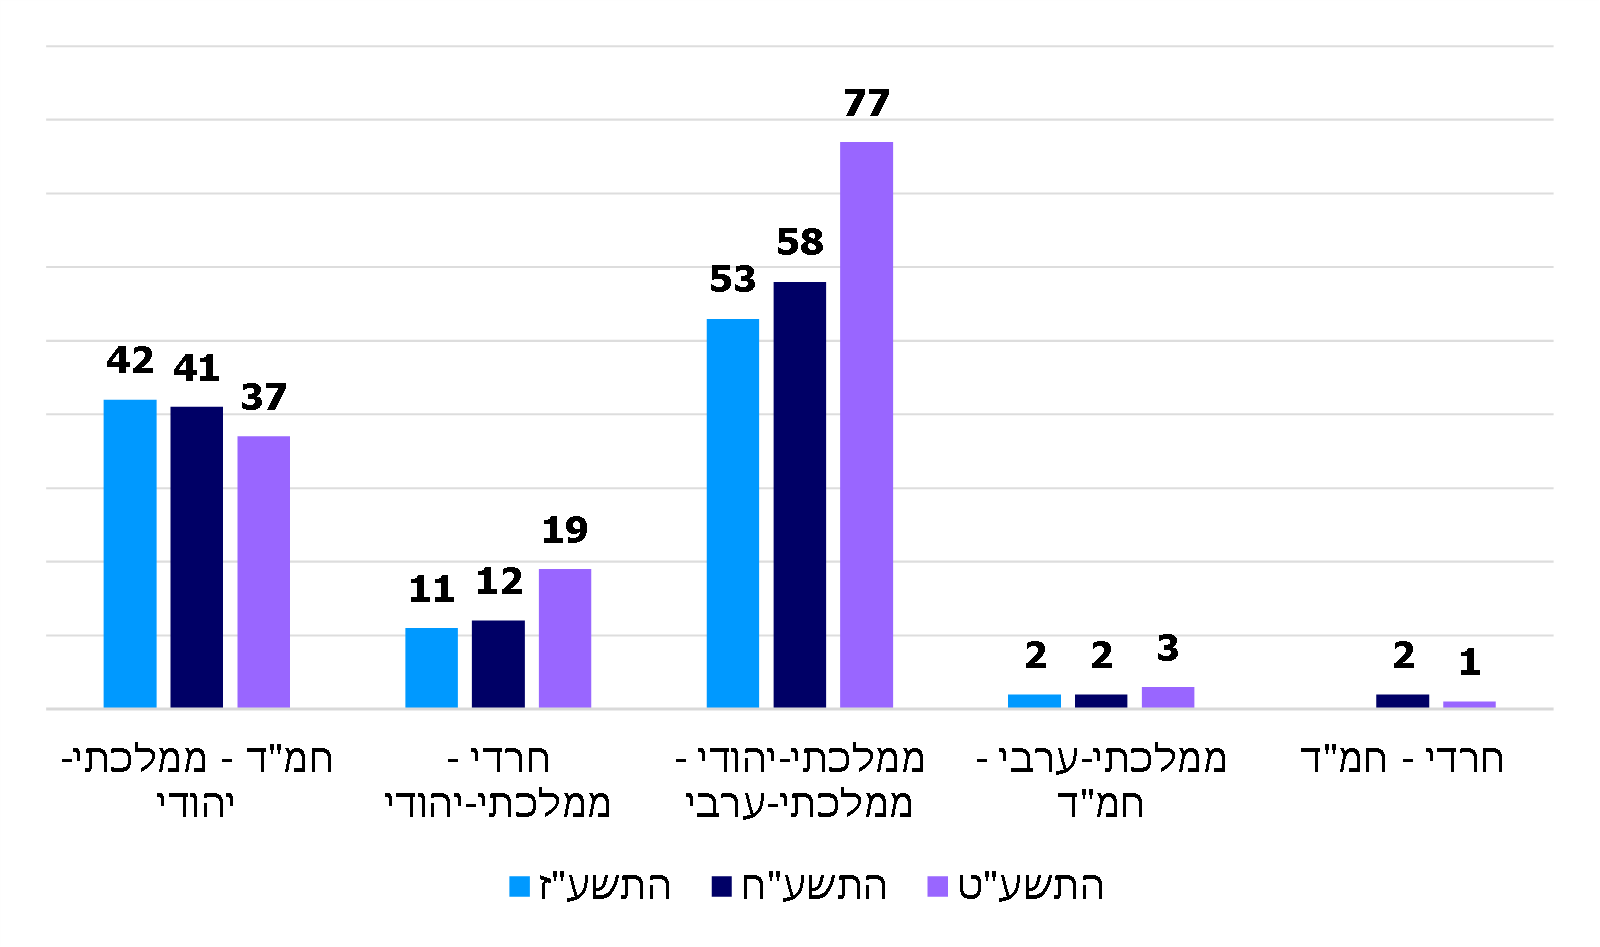 77
58
53
42
41
37
19
12
11
3
2
2
2
1
חמ"ד - ממלכתי-
יהודי
חרדי -
ממלכתי-יהודי
ממלכתי-יהודי -
ממלכתי-ערבי
ממלכתי-ערבי -
חמ"ד
חרדי - חמ"ד
התשע"ז
התשע"ח
התשע"ט